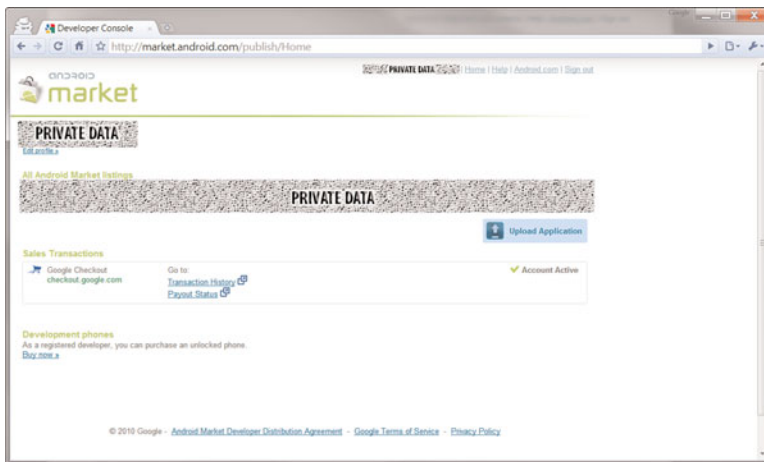 Developer Console
http://market.android.com/publish/Home
PRIVATE DATA | Home | Help | Android.com | Sign out
android
market
PRIVATE DATA
Edit profile »
All Android Market listings
PRIVATE DATA
Upload Application
Sales Transactions
Google Checkout
checkout.google.com
Go to:
Transaction History
Payout Status
Account Active
Development phones
As a registered developer, you can purchase an unlocked phone.
Buy now »
© 2010 Google - Android Market Developer Distribution Agreement - Google Terms of Service - Privacy Policy